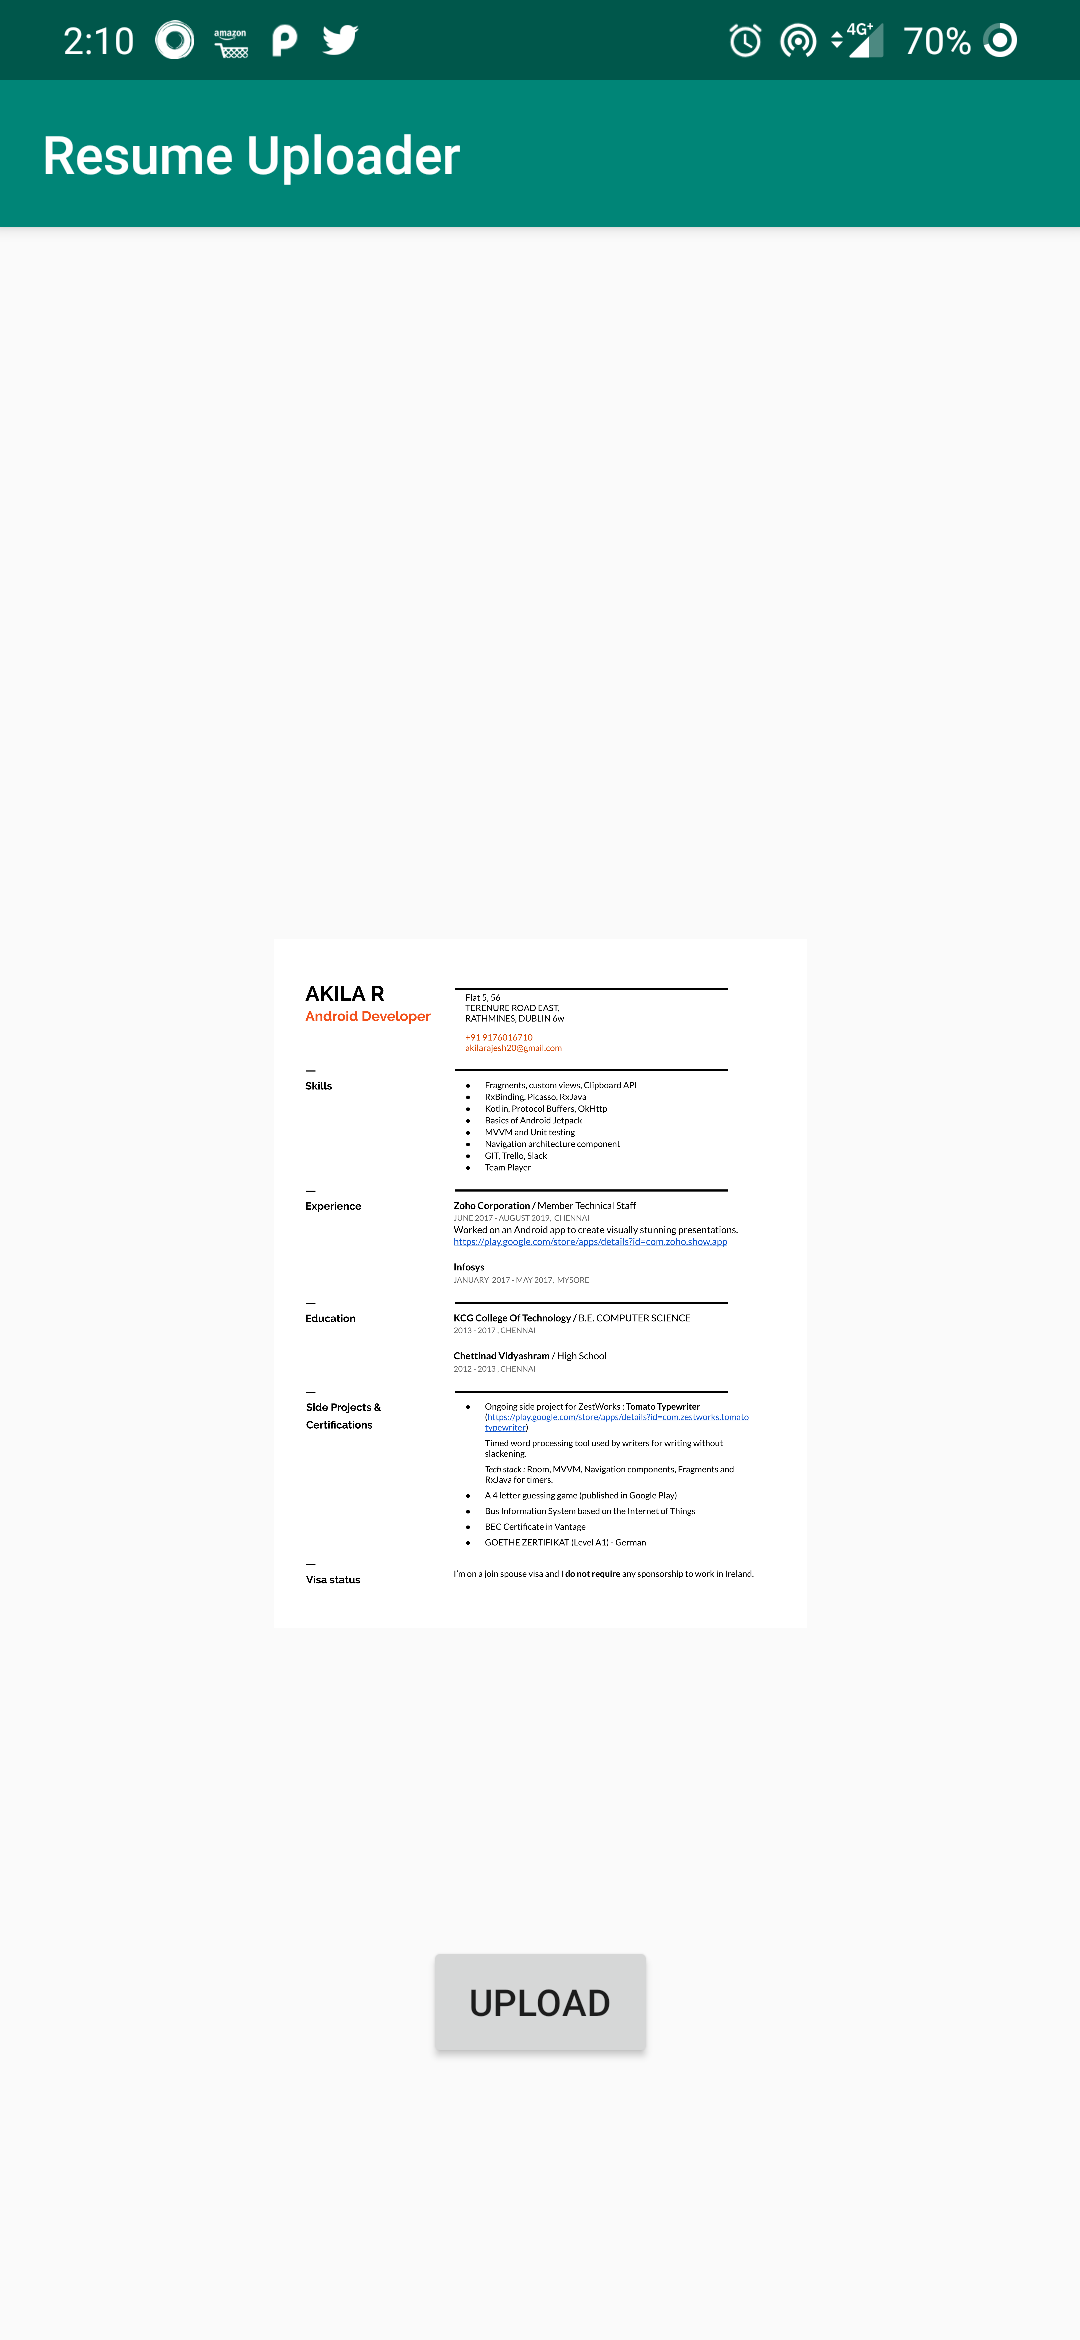 2:10 amazon 4G+ 70%
Resume Uploader
AKILA R
Android Developer
Flat 5, 56
TERENURE ROAD EAST,
RATHMINES, DUBLIN 6w
+91 9176016710
akilarajesh20@gmail.com
Skills
● Fragments, custom views, Clipboard API
● RxBinding, Picasso, RxJava
● Kotlin, Protocol Buffers, OkHttp
● Basics of Android Jetpack
● MVVM and Unit testing
● Navigation architecture component
● GIT, Trello, Slack
● Team Player
Experience
Zoho Corporation / Member Technical Staff
JUNE 2017 - AUGUST 2019, CHENNAI
Worked on an Android app to create visually stunning presentations.
https://play.google.com/store/apps/details?id=com.zoho.show.app
Infosys
JANUARY 2017 - MAY 2017, MYSORE
Education
KCG College Of Technology / B.E. COMPUTER SCIENCE
2013 - 2017, CHENNAI
Chettinad Vidyashram / High School
2012 - 2013, CHENNAI
Side Projects &
Certifications
● Ongoing side project for ZestWorks : Tomato Typewriter
(https://play.google.com/store/apps/details?id=com.zestworks.tomato
typewriter)
Timed word processing tool used by writers for writing without
slackening.
Tech stack : Room, MVVM, Navigation components, Fragments and
RxJava for timers.
● A 4 letter guessing game (published in Google Play)
● Bus Information System based on the Internet of Things
● BEC Certificate in Vantage
● GOETHE ZERTIFIKAT (Level A1) - German
Visa status
I'm on a join spouse visa and I do not require any sponsorship to work in Ireland.
UPLOAD